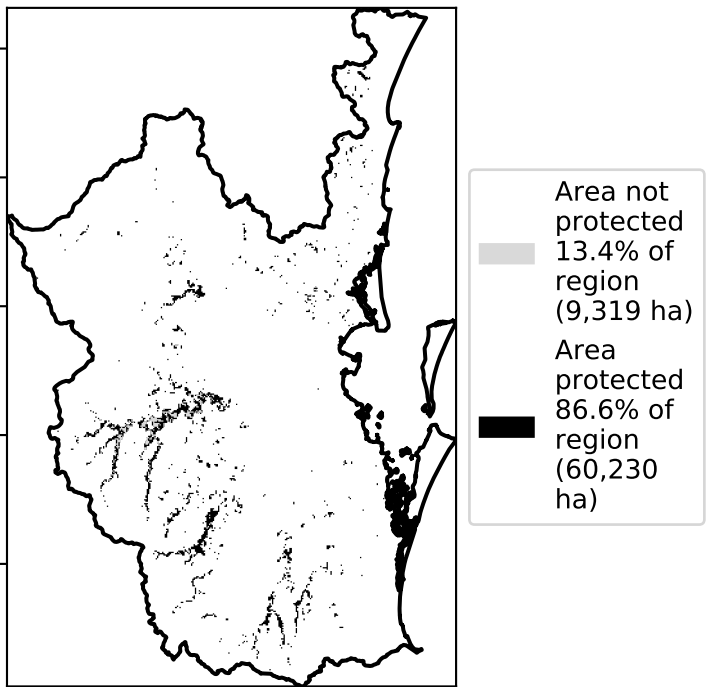 Area not
protected
13.4% of
region
(9,319 ha)
Area
protected
86.6% of
region
(60,230
ha)